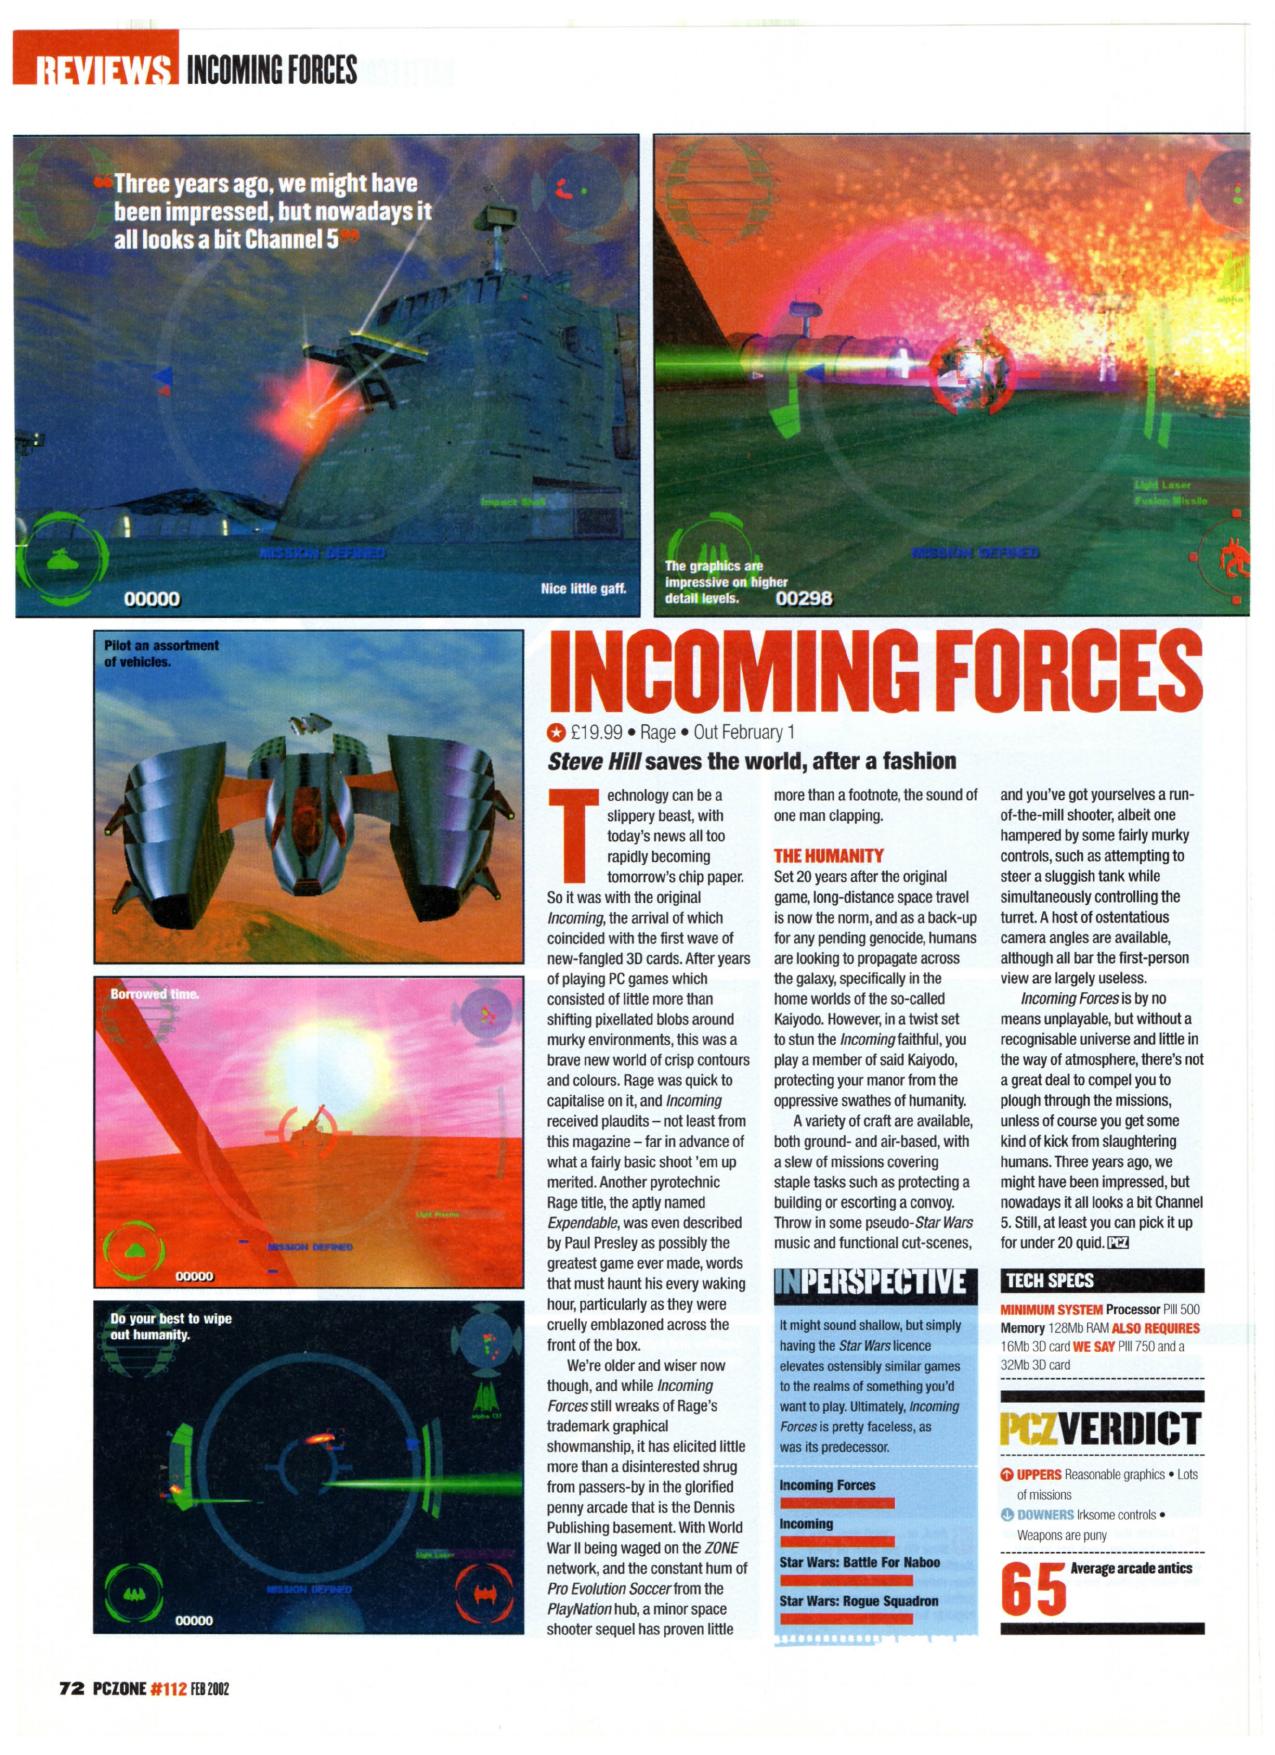 REVIEWS INCOMING FORCES
“Three years ago, we might have
been impressed, but nowadays it
all looks a bit Channel 5”
Impact Shell
MISSION DEFINED
00000
Nice little gaff.
alpha
Light Laser
Fusion Missile
MISSION DEFINED
The graphics are
impressive on higher
detail levels.
00298
Pilot an assortment
of vehicles.
Borrowed time.
MISSION DEFINED
00000
Do your best to wipe
out humanity.
alpha 137
Light Laser
MISSION DEFINED
00000
INCOMING FORCES
£19.99 • Rage • Out February 1
Steve Hill saves the world, after a fashion
Technology can be a
slippery beast, with
today's news all too
rapidly becoming
tomorrow's chip paper.
So it was with the original
Incoming, the arrival of which
coincided with the first wave of
new-fangled 3D cards. After years
of playing PC games which
consisted of little more than
shifting pixellated blobs around
murky environments, this was a
brave new world of crisp contours
and colours. Rage was quick to
capitalise on it, and Incoming
received plaudits – not least from
this magazine – far in advance of
what a fairly basic shoot 'em up
merited. Another pyrotechnic
Rage title, the aptly named
Expendable, was even described
by Paul Presley as possibly the
greatest game ever made, words
that must haunt his every waking
hour, particularly as they were
cruelly emblazoned across the
front of the box.
We're older and wiser now
though, and while Incoming
Forces still wreaks of Rage's
trademark graphical
showmanship, it has elicited little
more than a disinterested shrug
from passers-by in the glorified
penny arcade that is the Dennis
Publishing basement. With World
War II being waged on the ZONE
network, and the constant hum of
Pro Evolution Soccer from the
PlayNation hub, a minor space
shooter sequel has proven little
more than a footnote, the sound of
one man clapping.
THE HUMANITY
Set 20 years after the original
game, long-distance space travel
is now the norm, and as a back-up
for any pending genocide, humans
are looking to propagate across
the galaxy, specifically in the
home worlds of the so-called
Kaiyodo. However, in a twist set
to stun the Incoming faithful, you
play a member of said Kaiyodo,
protecting your manor from the
oppressive swathes of humanity.
A variety of craft are available,
both ground- and air-based, with
a slew of missions covering
staple tasks such as protecting a
building or escorting a convoy.
Throw in some pseudo-Star Wars
music and functional cut-scenes,
and you've got yourselves a run-
of-the-mill shooter, albeit one
hampered by some fairly murky
controls, such as attempting to
steer a sluggish tank while
simultaneously controlling the
turret. A host of ostentatious
camera angles are available,
although all bar the first-person
view are largely useless.
Incoming Forces is by no
means unplayable, but without a
recognisable universe and little in
the way of atmosphere, there's not
a great deal to compel you to
plough through the missions,
unless of course you get some
kind of kick from slaughtering
humans. Three years ago, we
might have been impressed, but
nowadays it all looks a bit Channel
5. Still, at least you can pick it up
for under 20 quid. PCZ
INPERSPECTIVE
It might sound shallow, but simply
having the Star Wars licence
elevates ostensibly similar games
to the realms of something you'd
want to play. Ultimately, Incoming
Forces is pretty faceless, as
was its predecessor.
Incoming Forces
Incoming
Star Wars: Battle For Naboo
Star Wars: Rogue Squadron
TECH SPECS
MINIMUM SYSTEM Processor PIII 500
Memory 128Mb RAM ALSO REQUIRES
16Mb 3D card WE SAY PIII 750 and a
32Mb 3D card
PCZVERDICT
UPPERS Reasonable graphics • Lots
of missions
DOWNERS Irksome controls •
Weapons are puny
65 Average arcade antics
72 PCZONE #112 FEB 2002